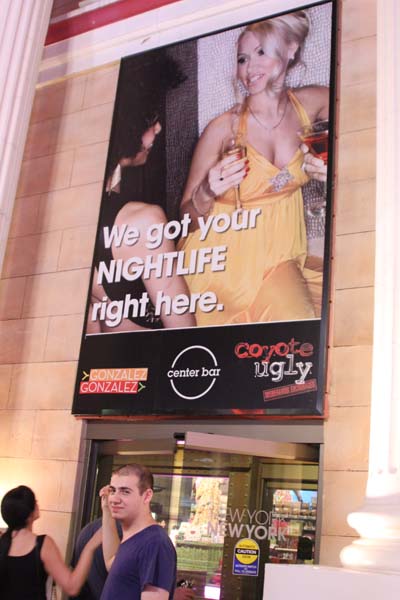 We got your
NIGHTLIFE
right here.
GONZALEZ
GONZALEZ
center bar
coyote
ugly
NEW YORK
NEW YORK
CAUTION